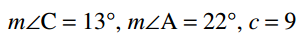 m∠C = 13°, m∠A = 22°, c = 9